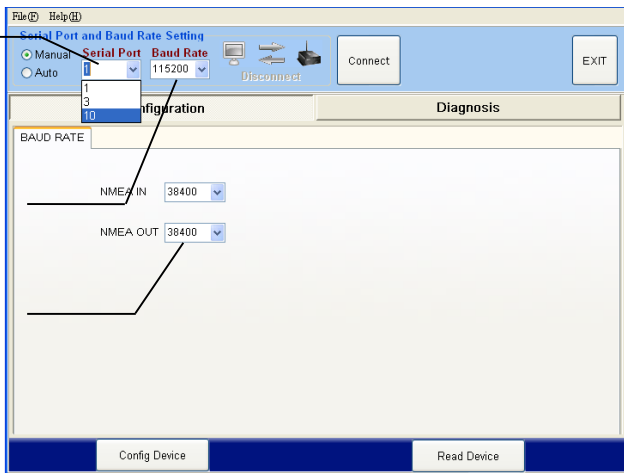 File(F) Help(H)
Serial Port and Baud Rate Setting
Manual Serial Port Baud Rate
Auto 1 115200
Disconnect
Connect
EXIT
1
3
10
nfiguration Diagnosis
BAUD RATE
NMEA IN 38400
NMEA OUT 38400
Config Device Read Device